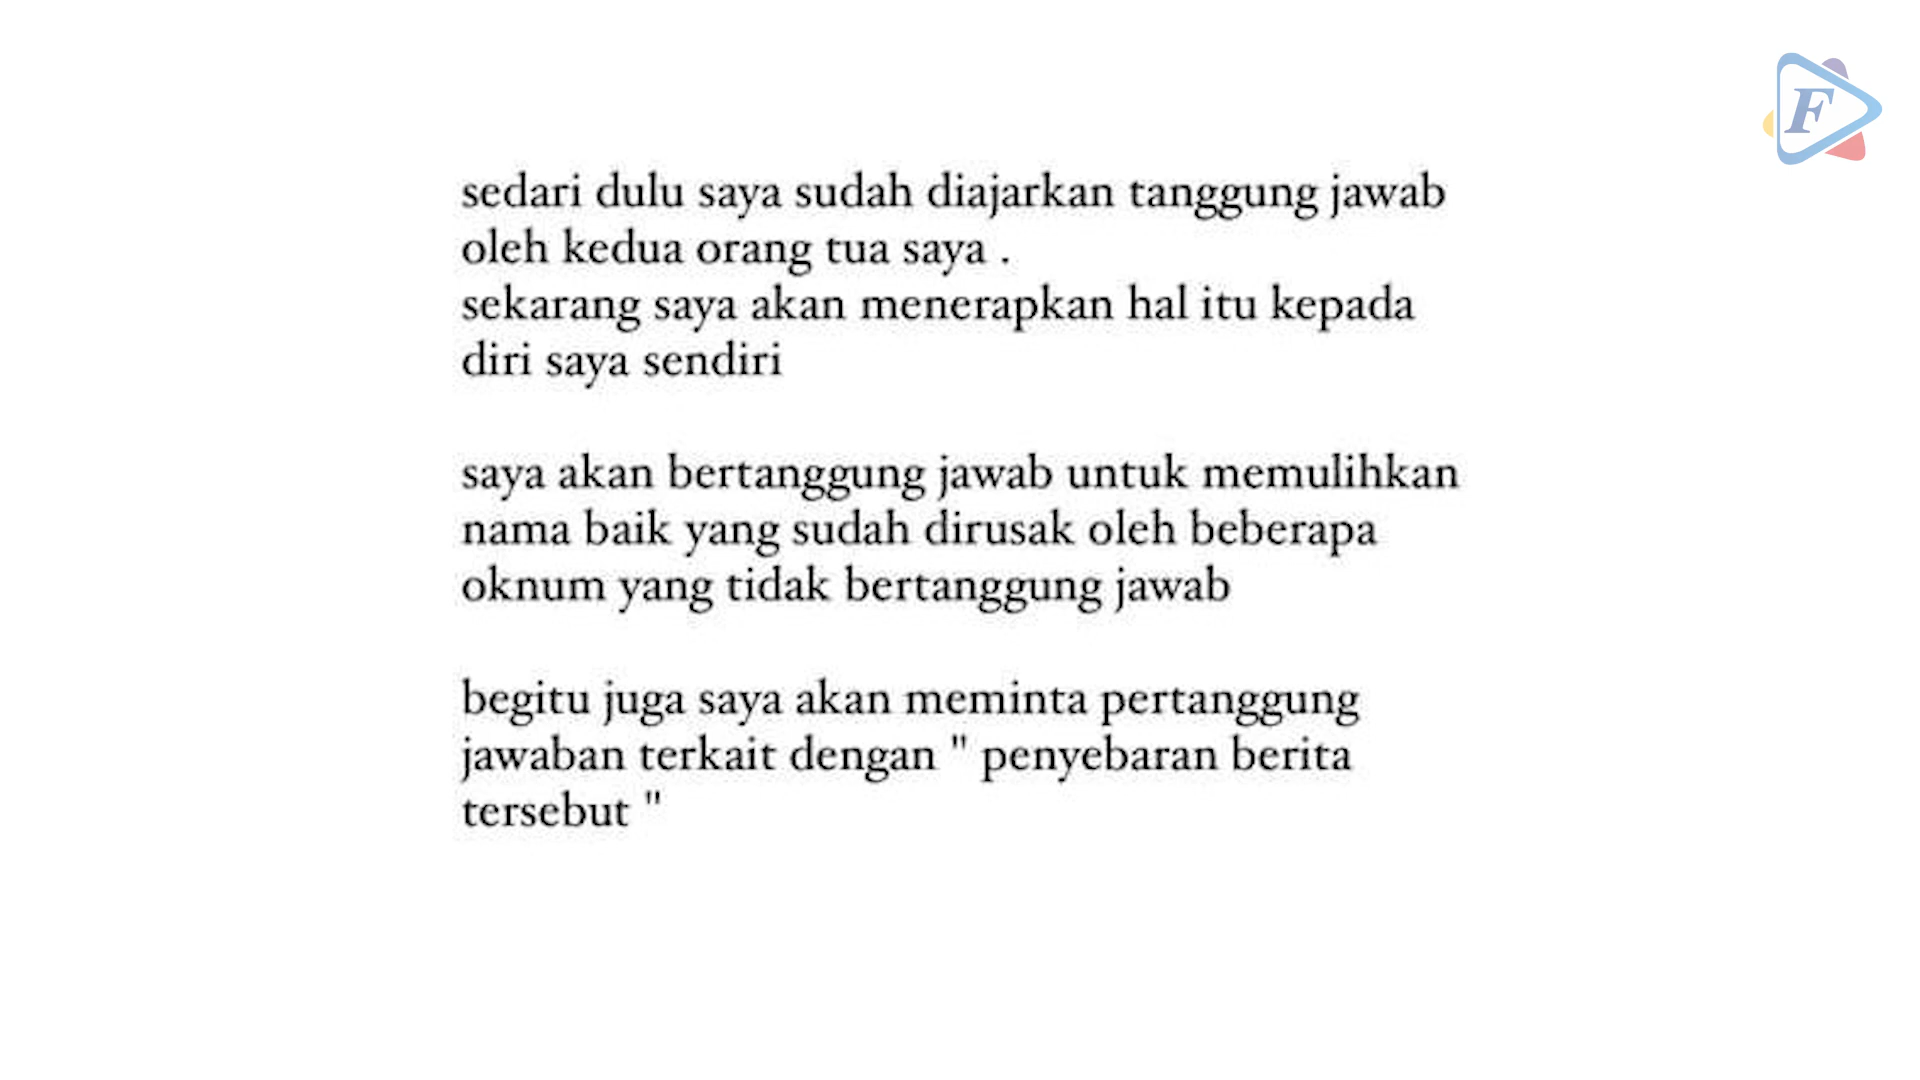 F
sedari dulu saya sudah diajarkan tanggung jawab
oleh kedua orang tua saya .
sekarang saya akan menerapkan hal itu kepada
diri saya sendiri
saya akan bertanggung jawab untuk memulihkan
nama baik yang sudah dirusak oleh beberapa
oknum yang tidak bertanggung jawab
begitu juga saya akan meminta pertanggung
jawaban terkait dengan " penyebaran berita
tersebut "